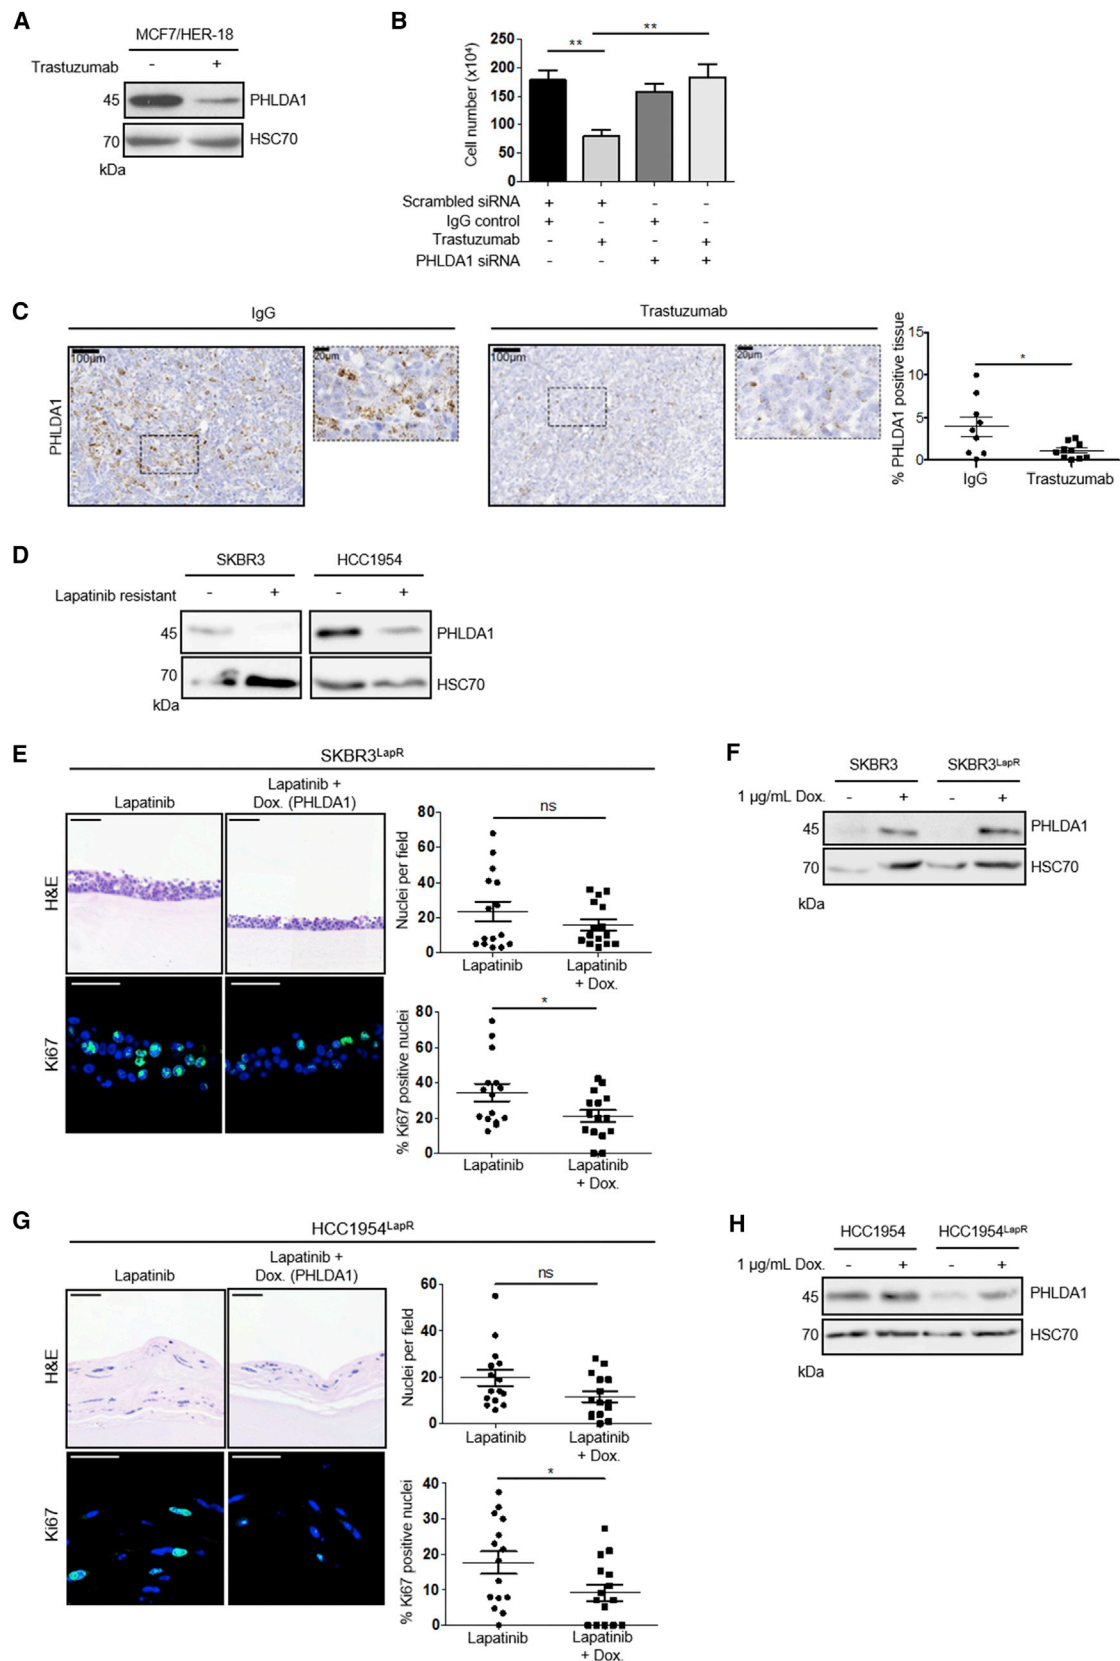 A
MCF7/HER-18
Trastuzumab - +
45 PHLDA1
70 HSC70
kDa
B
** **
Cell number (x10⁴)
250
200
150
100
50
0
Scrambled siRNA + + - -
IgG control + - + -
Trastuzumab - + - +
PHLDA1 siRNA - - + +
C
IgG
Trastuzumab
PHLDA1
100µm
20µm
100µm
20µm
% PHLDA1 positive tissue
15
10
5
0
*
IgG Trastuzumab
D
SKBR3 HCC1954
Lapatinib resistant - + - +
45 PHLDA1
70 HSC70
kDa
E
SKBR3LapR
Lapatinib
Lapatinib +
Dox. (PHLDA1)
H&E
Ki67
Nuclei per field
80
60
40
20
0
ns
Lapatinib Lapatinib
+ Dox.
% Ki67 positive nuclei
80
60
40
20
0
*
Lapatinib Lapatinib
+ Dox.
F
SKBR3 SKBR3LapR
1 µg/mL Dox. - + - +
45 PHLDA1
70 HSC70
kDa
G
HCC1954LapR
Lapatinib
Lapatinib +
Dox. (PHLDA1)
H&E
Ki67
Nuclei per field
60
40
20
0
ns
Lapatinib Lapatinib
+ Dox.
% Ki67 positive nuclei
40
30
20
10
0
*
Lapatinib Lapatinib
+ Dox.
H
HCC1954 HCC1954LapR
1 µg/mL Dox. - + - +
45 PHLDA1
70 HSC70
kDa